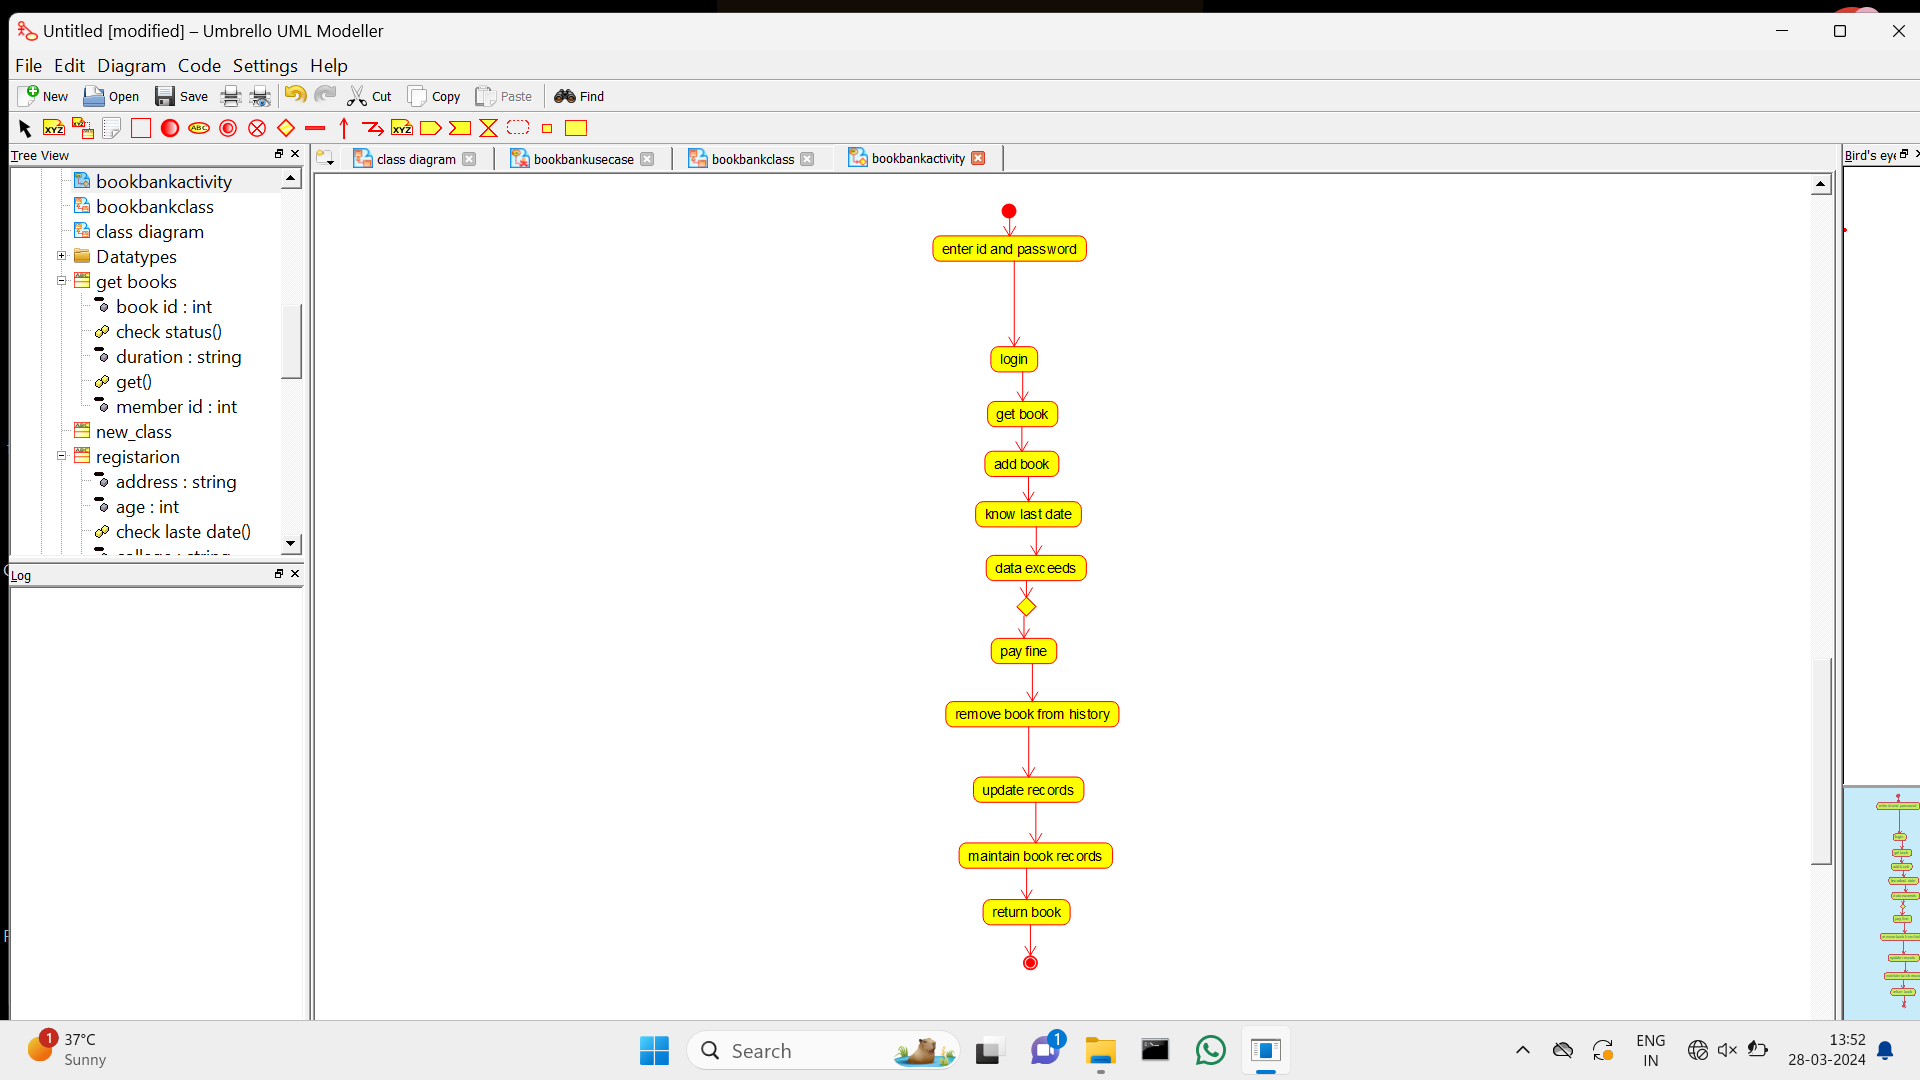 Untitled [modified] – Umbrello UML Modeller
File Edit Diagram Code Settings Help
New Open Save Cut Copy Paste Find
Tree View
class diagram bookbankusecase bookbankclass bookbankactivity
Bird's eye
bookbankactivity
bookbankclass
class diagram
Datatypes
get books
book id : int
check status()
duration : string
get()
member id : int
new_class
registarion
address : string
age : int
check laste date()
Log
enter id and password
login
get book
add book
know last date
data exceeds
pay fine
remove book from history
update records
maintain book records
return book
1
37°C
Sunny
Search
1
ENG
IN
13:52
28-03-2024